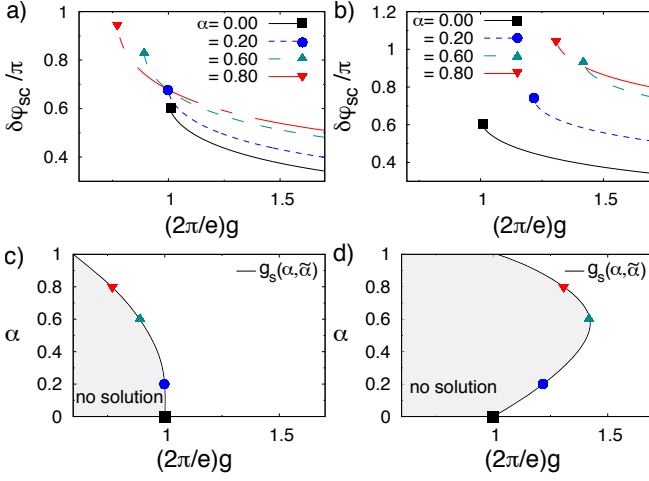 a)
δφsc/π
1
0.8
0.6
0.4
α= 0.00
= 0.20
= 0.60
= 0.80
1
1.5
(2π/e)g
b)
δφsc/π
1.2
1
0.8
0.6
0.4
α= 0.00
= 0.20
= 0.60
= 0.80
1
1.5
(2π/e)g
c)
α
1
0.8
0.6
0.4
0.2
0
gs(α,α̃)
no solution
1
1.5
(2π/e)g
d)
α
1
0.8
0.6
0.4
0.2
0
gs(α,α̃)
no solution
1
1.5
(2π/e)g